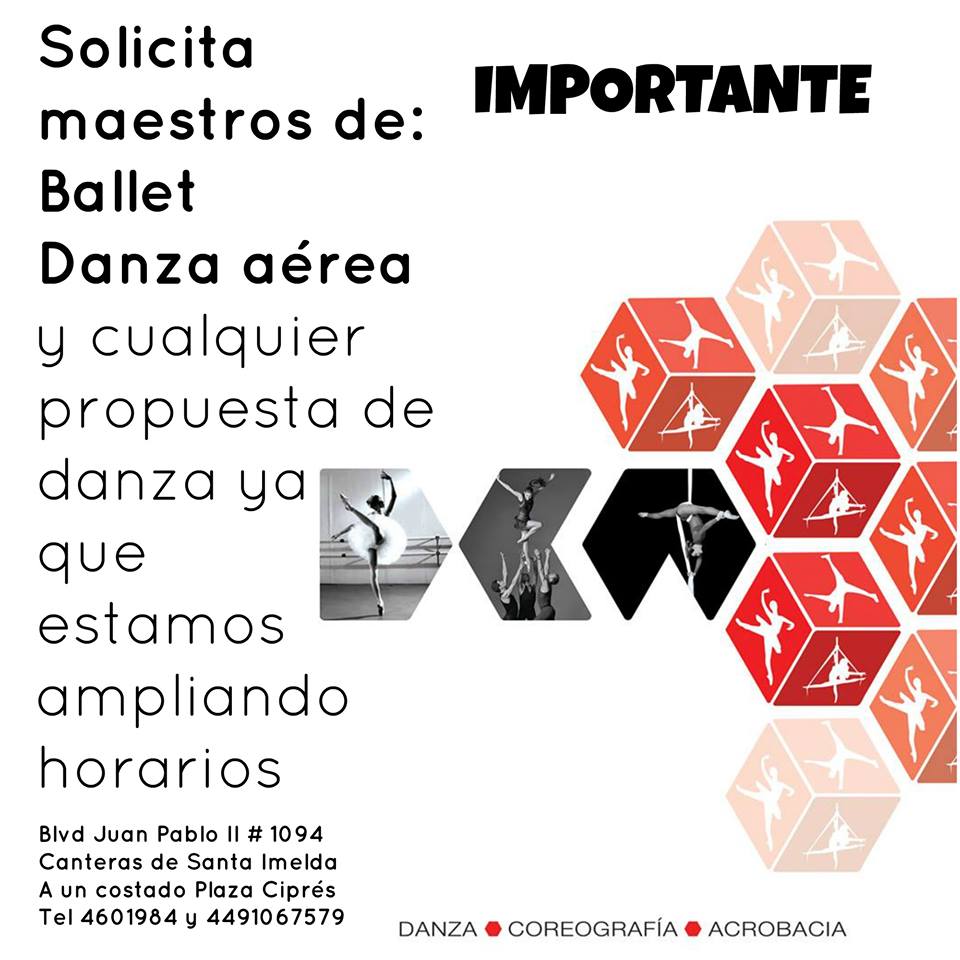 Solicita
maestros de:
Ballet
Danza aérea
y cualquier
propuesta de
danza ya
que
estamos
ampliando
horarios
Blvd Juan Pablo II # 1094
Canteras de Santa Imelda
A un costado Plaza Ciprés
Tel 4601984 y 4491067579
IMPORTANTE
DCA
DANZA COREOGRAFÍA ACROBACIA